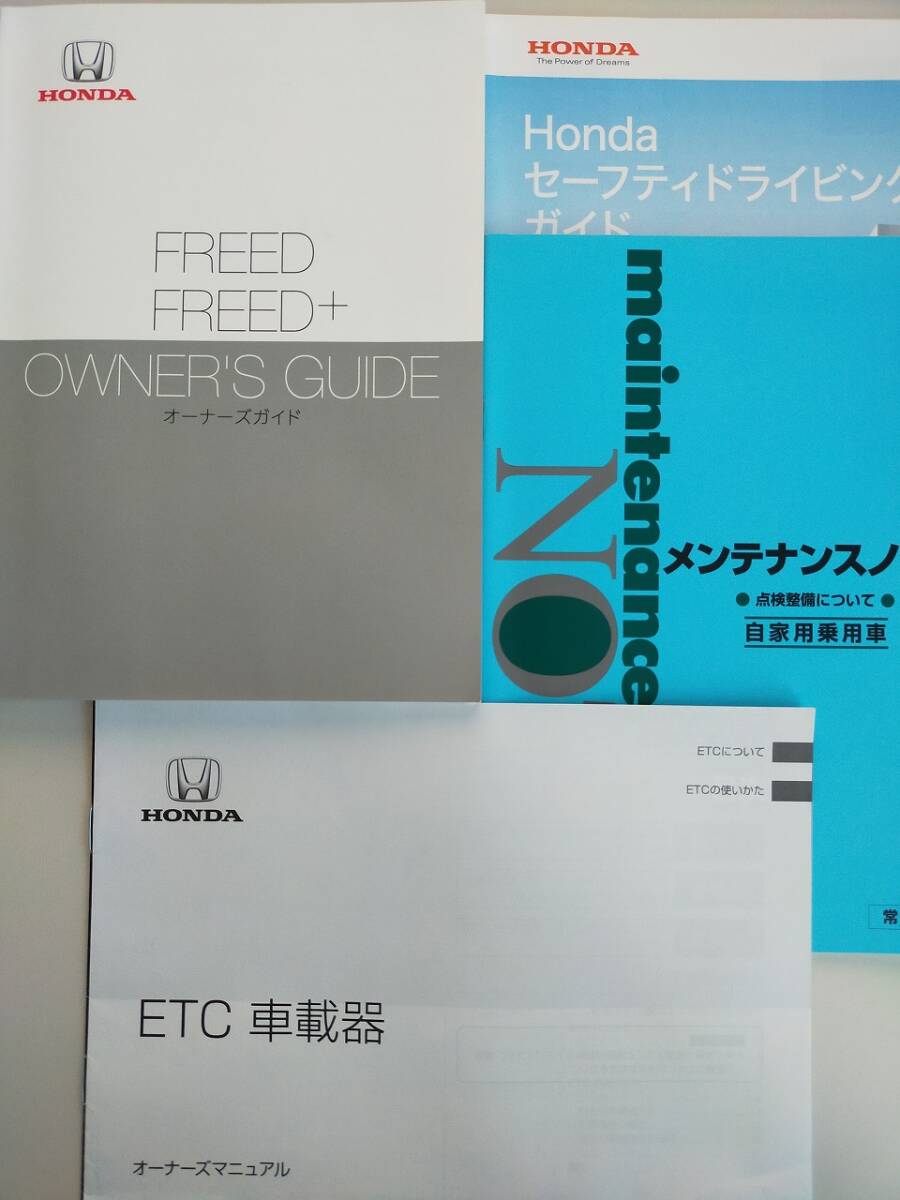 HONDA
FREED
FREED+
OWNER'S GUIDE
オーナーズガイド
HONDA
The Power of Dreams
Honda
セーフティドライビング
ガイド
maintenance
NO
メンテナンスノ
● 点検整備について ●
自家用乗用車
常
HONDA
ETCについて
ETCの使いかた
ETC 車載器
オーナーズマニュアル